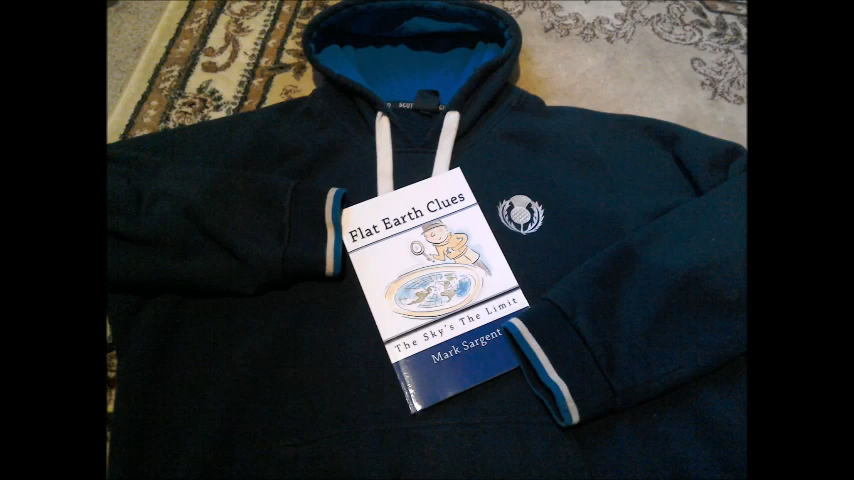 Flat Earth Clues
The Sky's The Limit
Mark Sargent